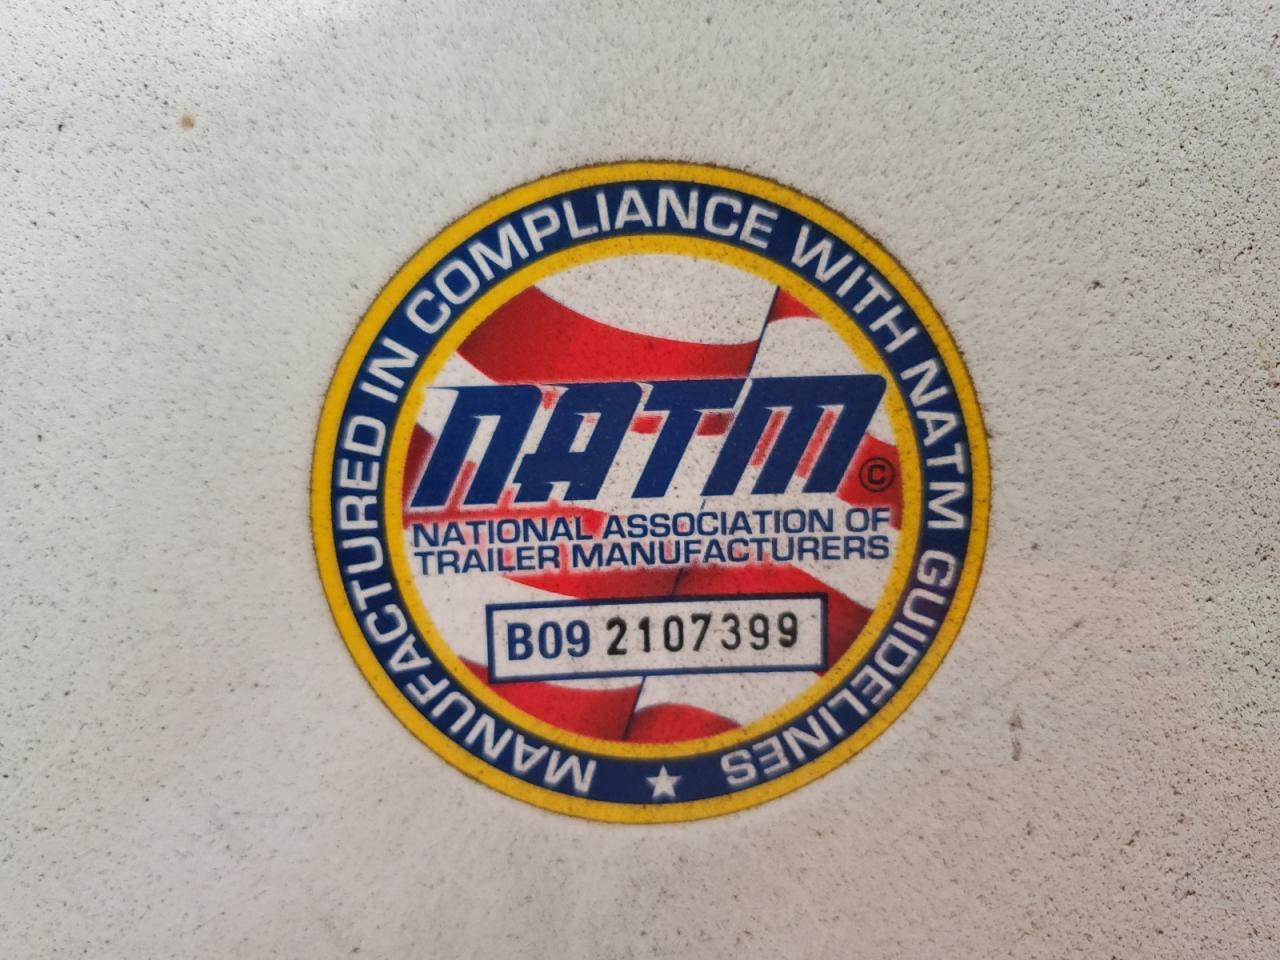 MANUFACTURED IN COMPLIANCE WITH NATM GUIDELINES
NATM ©
NATIONAL ASSOCIATION OF
TRAILER MANUFACTURERS
B09 2107399